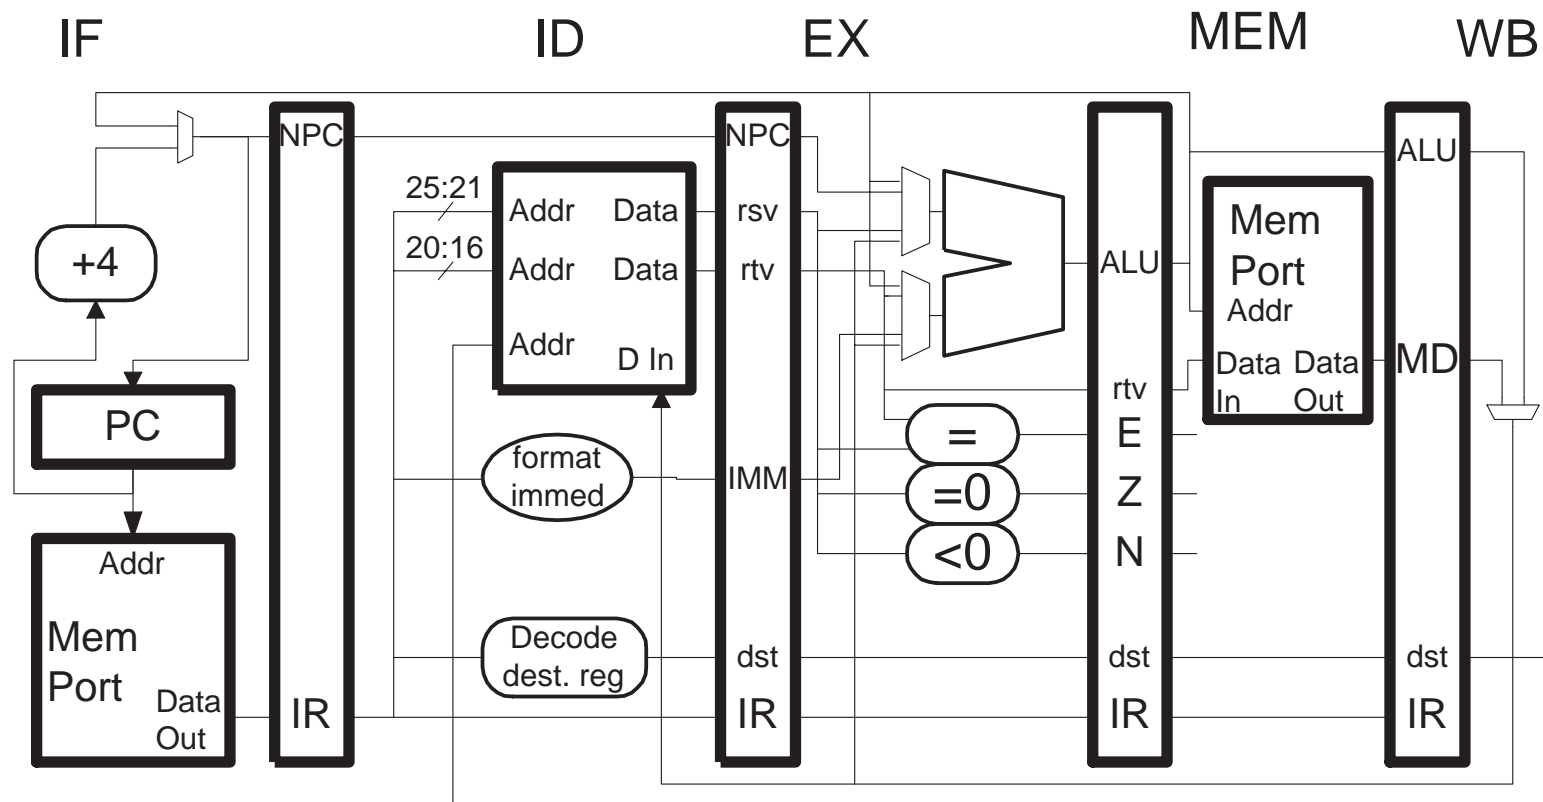 IF
ID
EX
MEM
WB
NPC
NPC
ALU
25:21
Addr
Data
rsv
Mem
Port
20:16
Addr
Data
rtv
ALU
+4
Addr
Addr
D In
rtv
Data
In
Data
Out
MD
PC
=
E
format
immed
IMM
=0
Z
<0
N
Addr
Mem
Port
Data
Out
Decode
dest. reg
dst
dst
dst
IR
IR
IR
IR